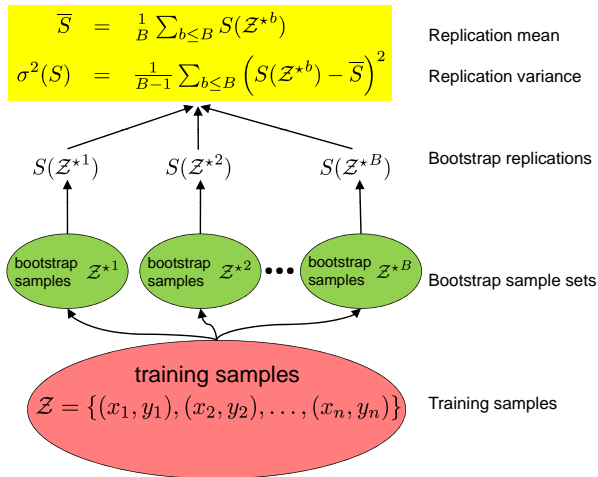 S̅ = 1/B ∑_{b≤B} S(𝒵^{⋆b})
Replication mean
σ²(S) = 1/(B−1) ∑_{b≤B} (S(𝒵^{⋆b}) − S̅)²
Replication variance
S(𝒵^{⋆1}) S(𝒵^{⋆2}) S(𝒵^{⋆B})
Bootstrap replications
bootstrap samples 𝒵^{⋆1}
bootstrap samples 𝒵^{⋆2}
•••
bootstrap samples 𝒵^{⋆B}
Bootstrap sample sets
training samples
𝒵 = {(x₁, y₁), (x₂, y₂), . . . , (xₙ, yₙ)}
Training samples